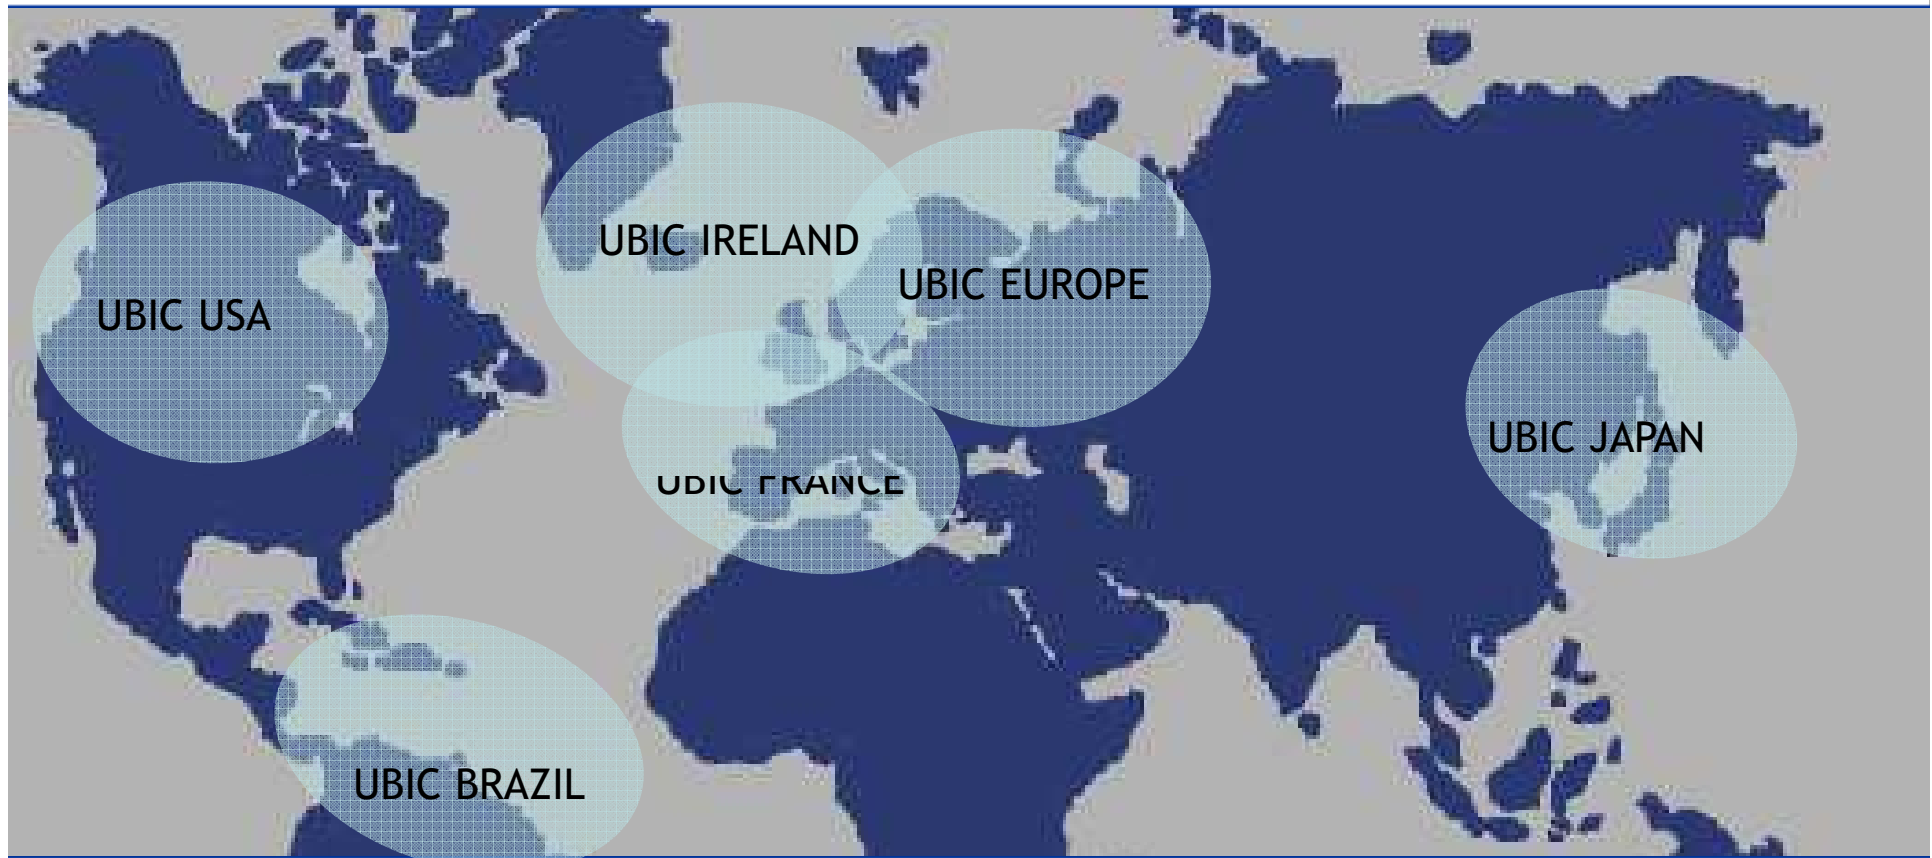 UBIC IRELAND
UBIC EUROPE
UBIC USA
UBIC JAPAN
UBIC FRANCE
UBIC BRAZIL